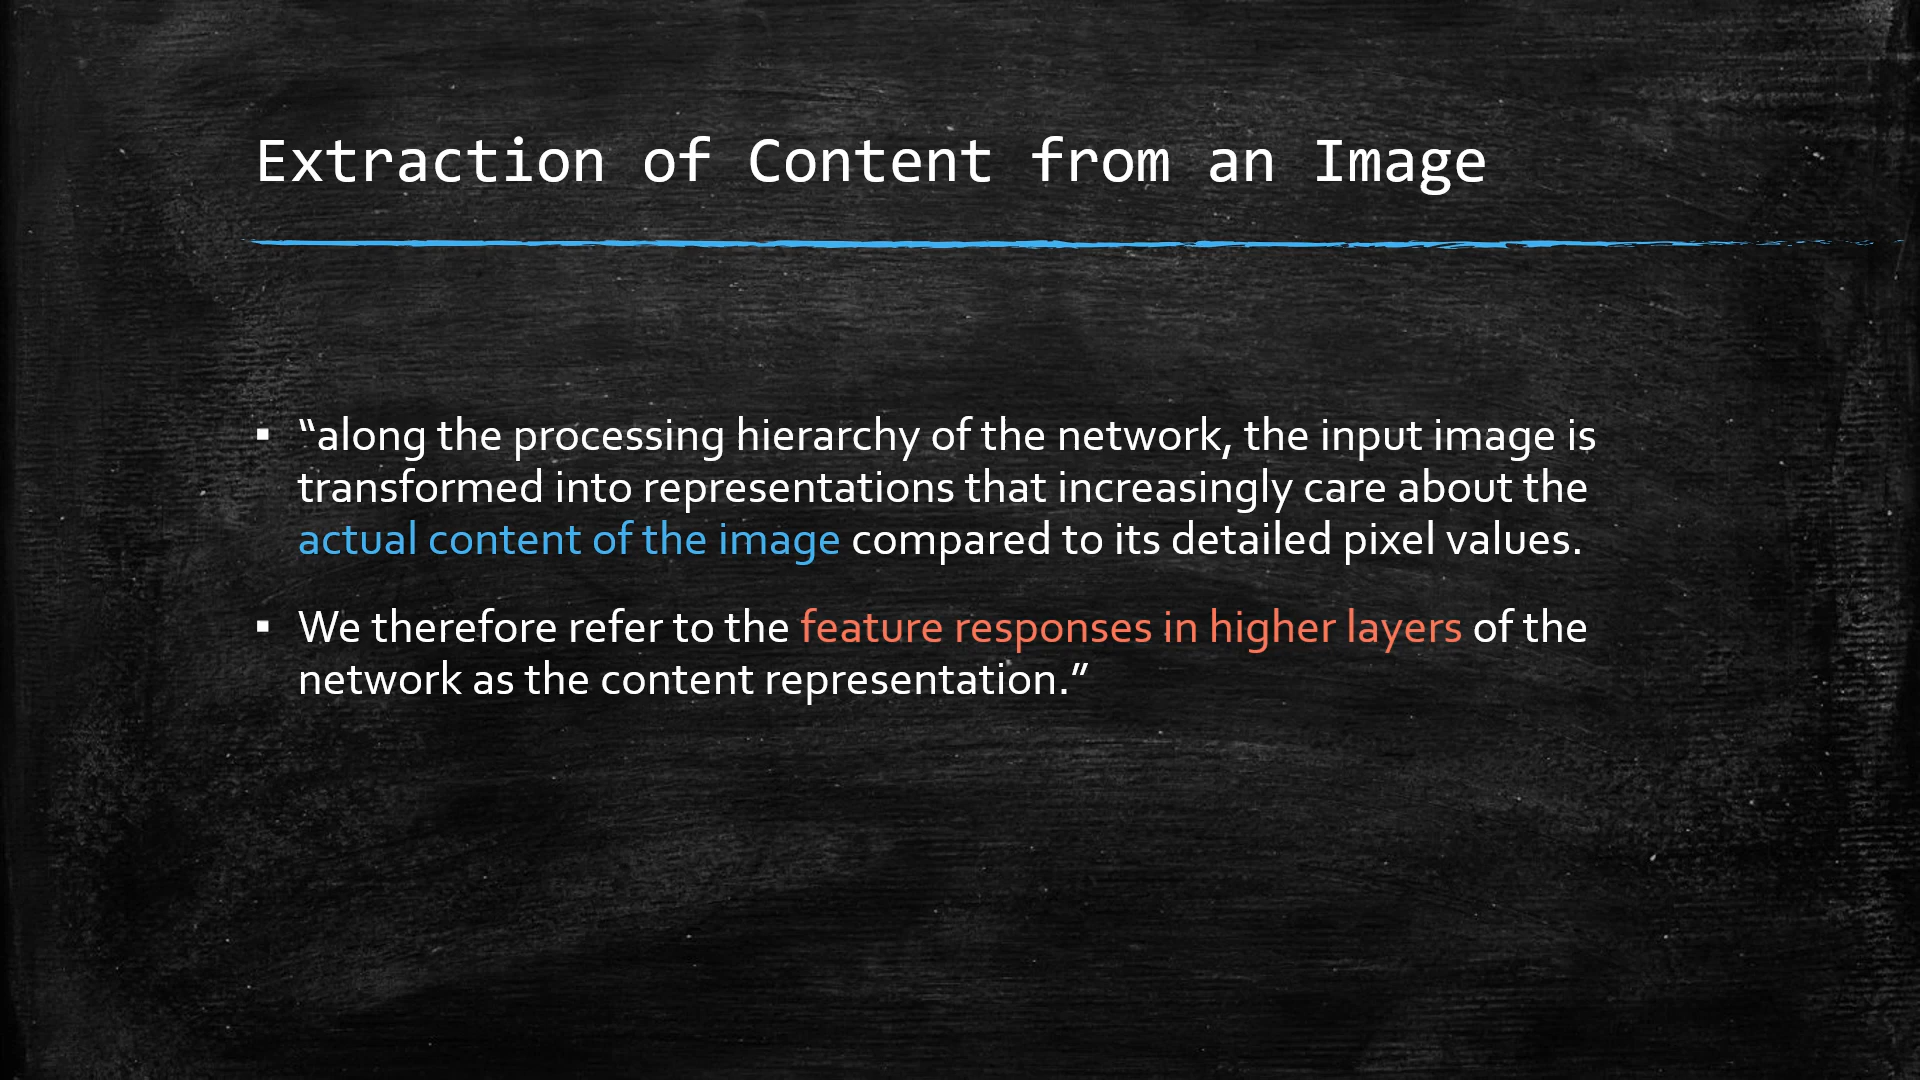 Extraction of Content from an Image
▪ “along the processing hierarchy of the network, the input image is
transformed into representations that increasingly care about the
actual content of the image compared to its detailed pixel values.
▪ We therefore refer to the feature responses in higher layers of the
network as the content representation.”